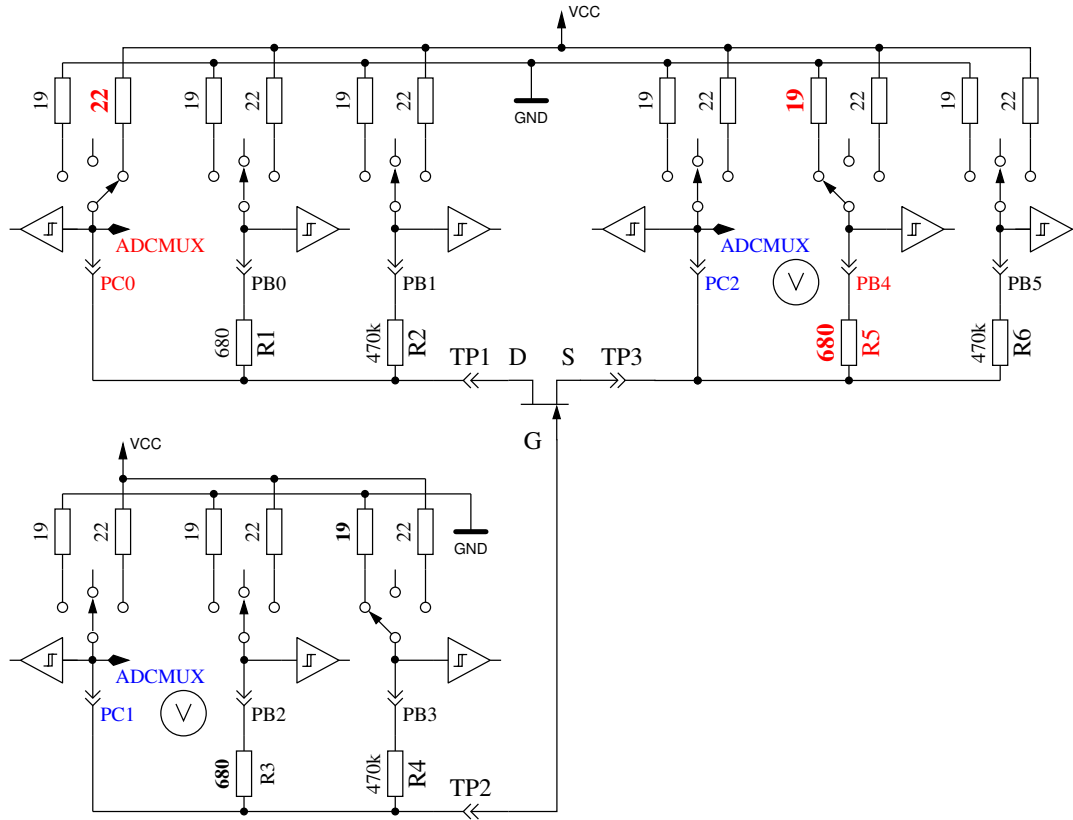 VCC
19 22 19 22 19 22 GND 19 22 19 22 19 22
ADCMUX ADCMUX
PC0 PB0 PB1 PC2 V PB4 PB5
680 R1 470k R2 680 R5 470k R6
TP1 D S TP3
G
VCC
19 22 19 22 19 22 GND
ADCMUX
PC1 V PB2 PB3
680 R3 470k R4
TP2